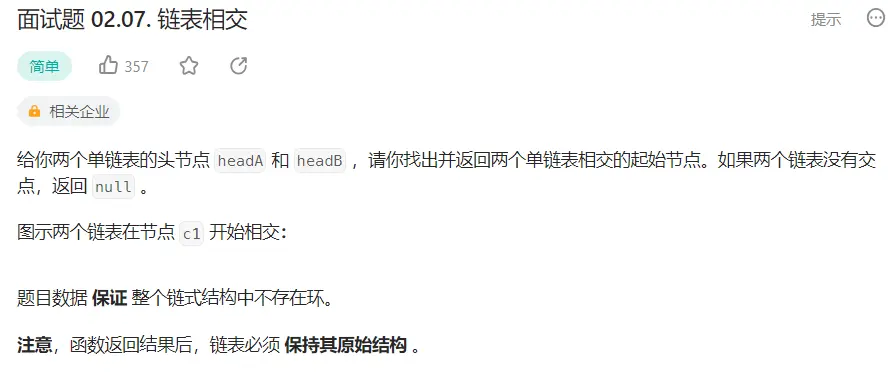 面试题 02.07. 链表相交
提示
简单
357
相关企业
给你两个单链表的头节点 headA 和 headB ，请你找出并返回两个单链表相交的起始节点。如果两个链表没有交
点，返回 null 。
图示两个链表在节点 c1 开始相交：
题目数据 保证 整个链式结构中不存在环。
注意，函数返回结果后，链表必须 保持其原始结构 。